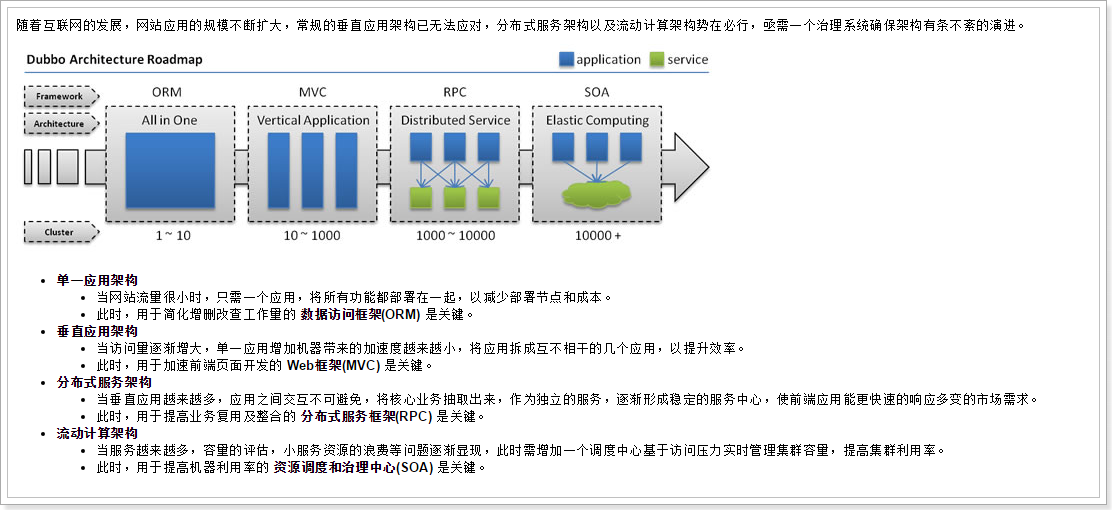 随着互联网的发展，网站应用的规模不断扩大，常规的垂直应用架构已无法应对，分布式服务架构以及流动计算架构势在必行，亟需一个治理系统确保架构有条不紊的演进。
Dubbo Architecture Roadmap
application service
ORM MVC RPC SOA
Framework
Architecture
All in One Vertical Application Distributed Service Elastic Computing
Cluster
1 ~ 10 10 ~ 1000 1000 ~ 10000 10000 +
• 单一应用架构
• 当网站流量很小时，只需一个应用，将所有功能都部署在一起，以减少部署节点和成本。
• 此时，用于简化增删改查工作量的 数据访问框架(ORM) 是关键。
• 垂直应用架构
• 当访问量逐渐增大，单一应用增加机器带来的加速度越来越小，将应用拆成互不相干的几个应用，以提升效率。
• 此时，用于加速前端页面开发的 Web框架(MVC) 是关键。
• 分布式服务架构
• 当垂直应用越来越多，应用之间交互不可避免，将核心业务抽取出来，作为独立的服务，逐渐形成稳定的服务中心，使前端应用能更快速的响应多变的市场需求。
• 此时，用于提高业务复用及整合的 分布式服务框架(RPC) 是关键。
• 流动计算架构
• 当服务越来越多，容量的评估，小服务资源的浪费等问题逐渐显现，此时需增加一个调度中心基于访问压力实时管理集群容量，提高集群利用率。
• 此时，用于提高机器利用率的 资源调度和治理中心(SOA) 是关键。